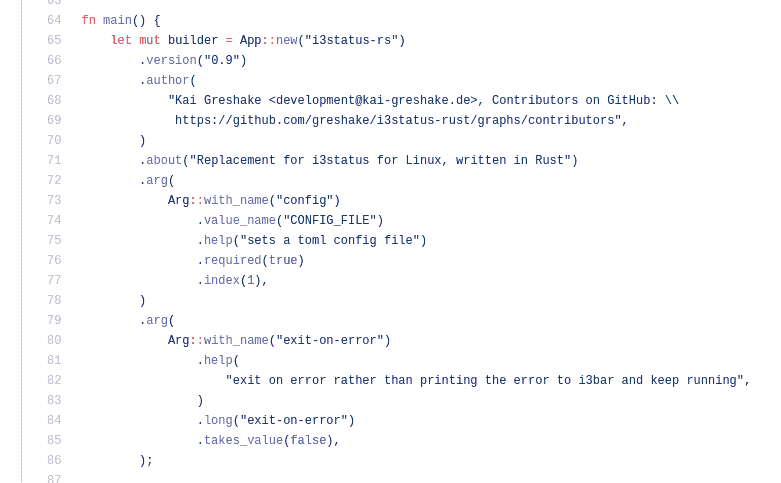 63
64 fn main() {
65     let mut builder = App::new("i3status-rs")
66         .version("0.9")
67         .author(
68             "Kai Greshake <development@kai-greshake.de>, Contributors on GitHub: \\
69              https://github.com/greshake/i3status-rust/graphs/contributors",
70         )
71         .about("Replacement for i3status for Linux, written in Rust")
72         .arg(
73             Arg::with_name("config")
74                 .value_name("CONFIG_FILE")
75                 .help("sets a toml config file")
76                 .required(true)
77                 .index(1),
78         )
79         .arg(
80             Arg::with_name("exit-on-error")
81                 .help(
82                     "exit on error rather than printing the error to i3bar and keep running",
83                 )
84                 .long("exit-on-error")
85                 .takes_value(false),
86         );
87